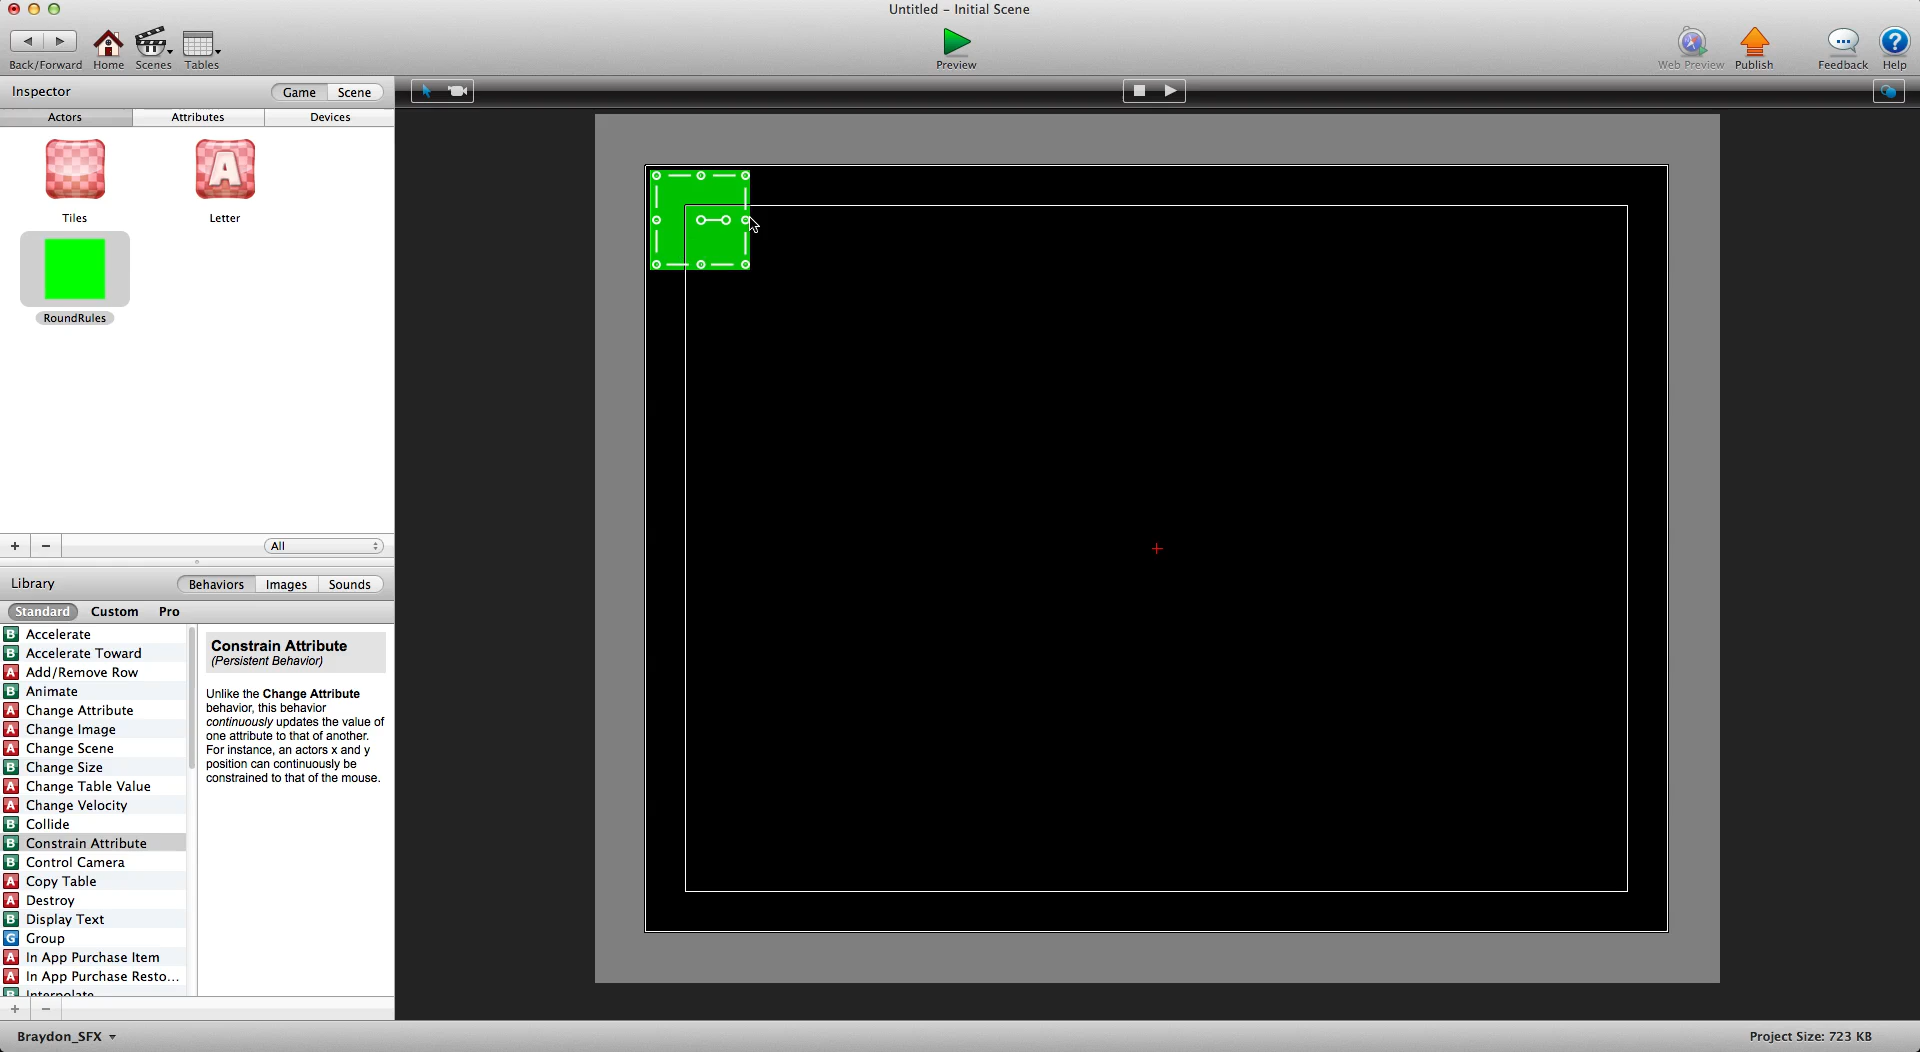 Untitled – Initial Scene
Back/Forward
Home
Scenes
Tables
Preview
Web Preview
Publish
Feedback
Help
Inspector
Game
Scene
Actors
Attributes
Devices
A
Tiles
Letter
RoundRules
+
−
All
Library
Behaviors
Images
Sounds
Standard
Custom
Pro
B Accelerate
B Accelerate Toward
A Add/Remove Row
B Animate
A Change Attribute
A Change Image
A Change Scene
B Change Size
A Change Table Value
A Change Velocity
B Collide
B Constrain Attribute
B Control Camera
A Copy Table
A Destroy
B Display Text
G Group
A In App Purchase Item
A In App Purchase Resto...
B Interpolate
Constrain Attribute
(Persistent Behavior)
Unlike the Change Attribute
behavior, this behavior
continuously updates the value of
one attribute to that of another.
For instance, an actors x and y
position can continuously be
constrained to that of the mouse.
+
−
Braydon_SFX
Project Size: 723 KB